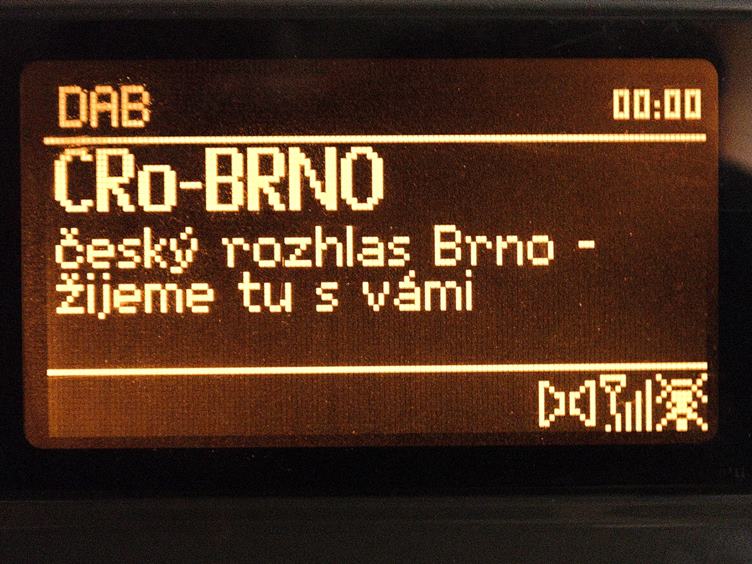 DAB 00:00
ČRo-BRNO
český rozhlas Brno -
žijeme tu s vámi